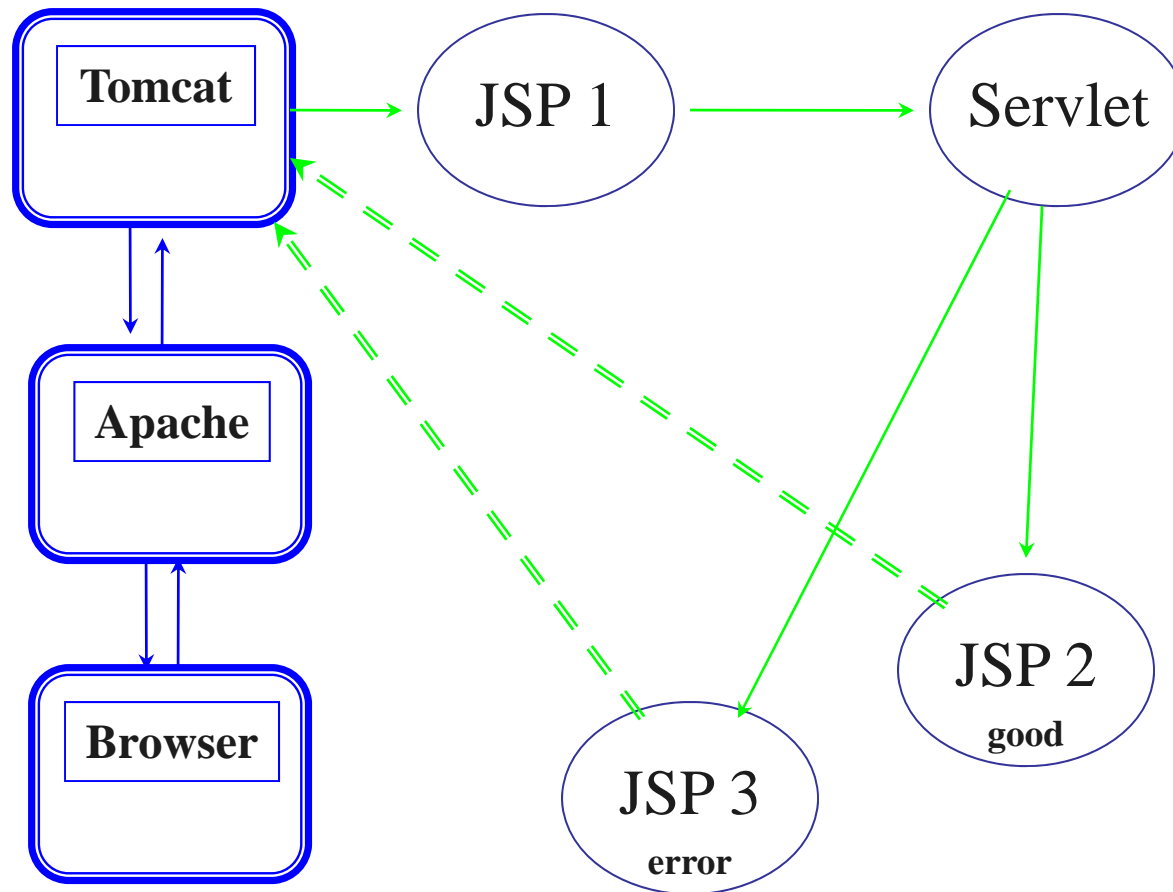 Tomcat
JSP 1
Servlet
Apache
JSP 2
good
Browser
JSP 3
error